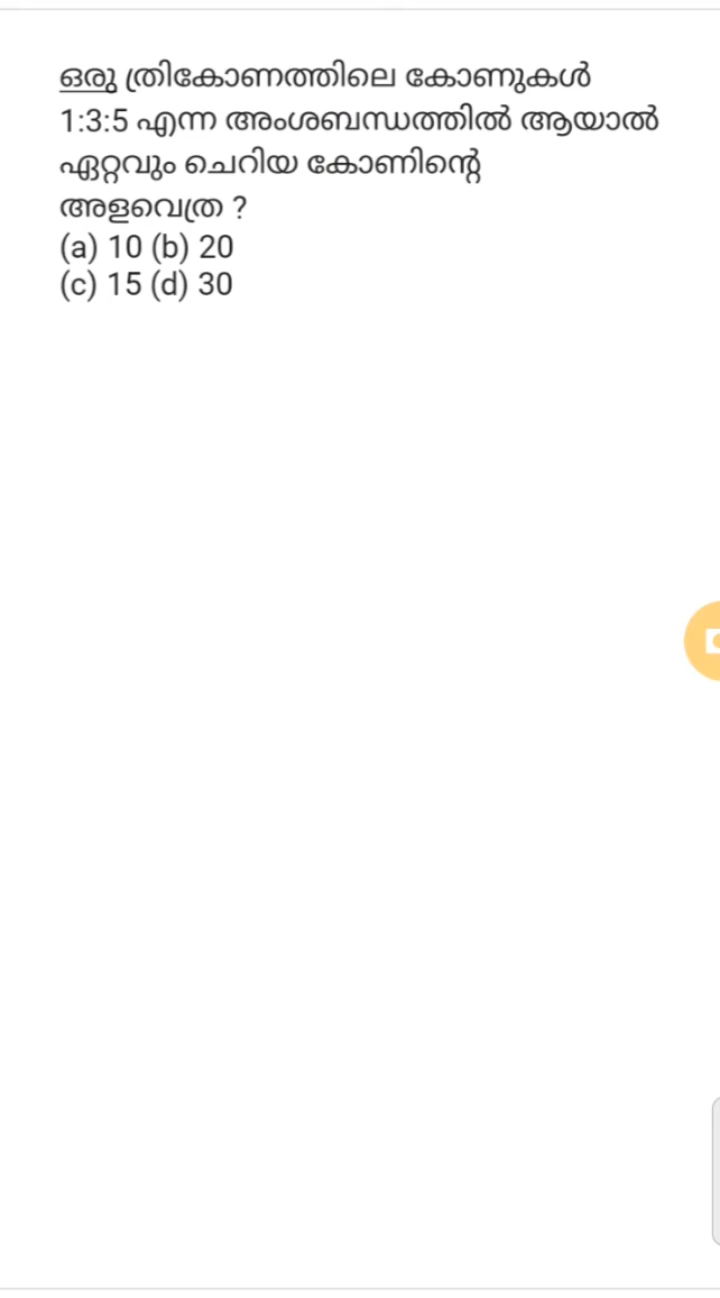 ഒരു ത്രികോണത്തിലെ കോണുകൾ
1:3:5 എന്ന അംശബന്ധത്തിൽ ആയാൽ
ഏറ്റവും ചെറിയ കോണിന്റെ
അളവെത്ര ?
(a) 10 (b) 20
(c) 15 (d) 30